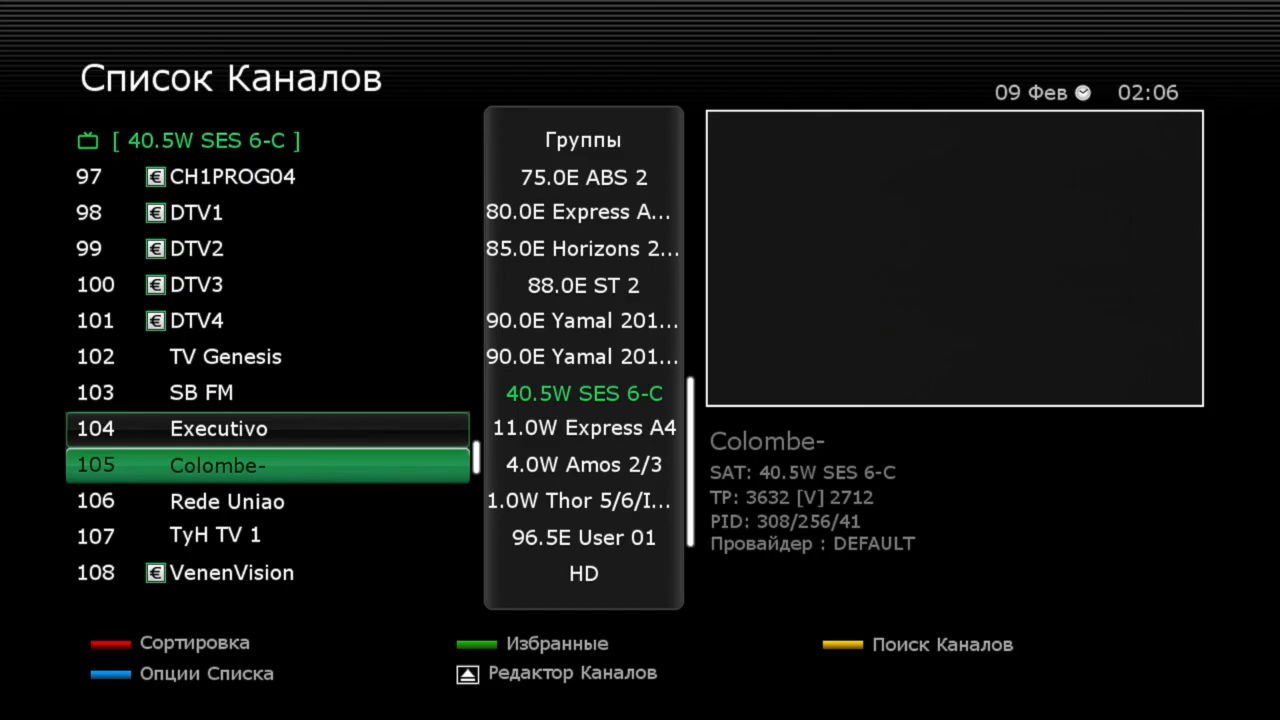 Список Каналов
09 Фев 02:06
[ 40.5W SES 6-C ]
97 € CH1PROG04
98 € DTV1
99 € DTV2
100 € DTV3
101 € DTV4
102 TV Genesis
103 SB FM
104 Executivo
105 Colombe-
106 Rede Uniao
107 TyH TV 1
108 € VenenVision
Группы
75.0E ABS 2
80.0E Express A...
85.0E Horizons 2...
88.0E ST 2
90.0E Yamal 201...
90.0E Yamal 201...
40.5W SES 6-C
11.0W Express A4
4.0W Amos 2/3
1.0W Thor 5/6/I...
96.5E User 01
HD
Colombe-
SAT: 40.5W SES 6-C
TP: 3632 [V] 2712
PID: 308/256/41
Провайдер : DEFAULT
Сортировка
Избранные
Поиск Каналов
Опции Списка
Редактор Каналов